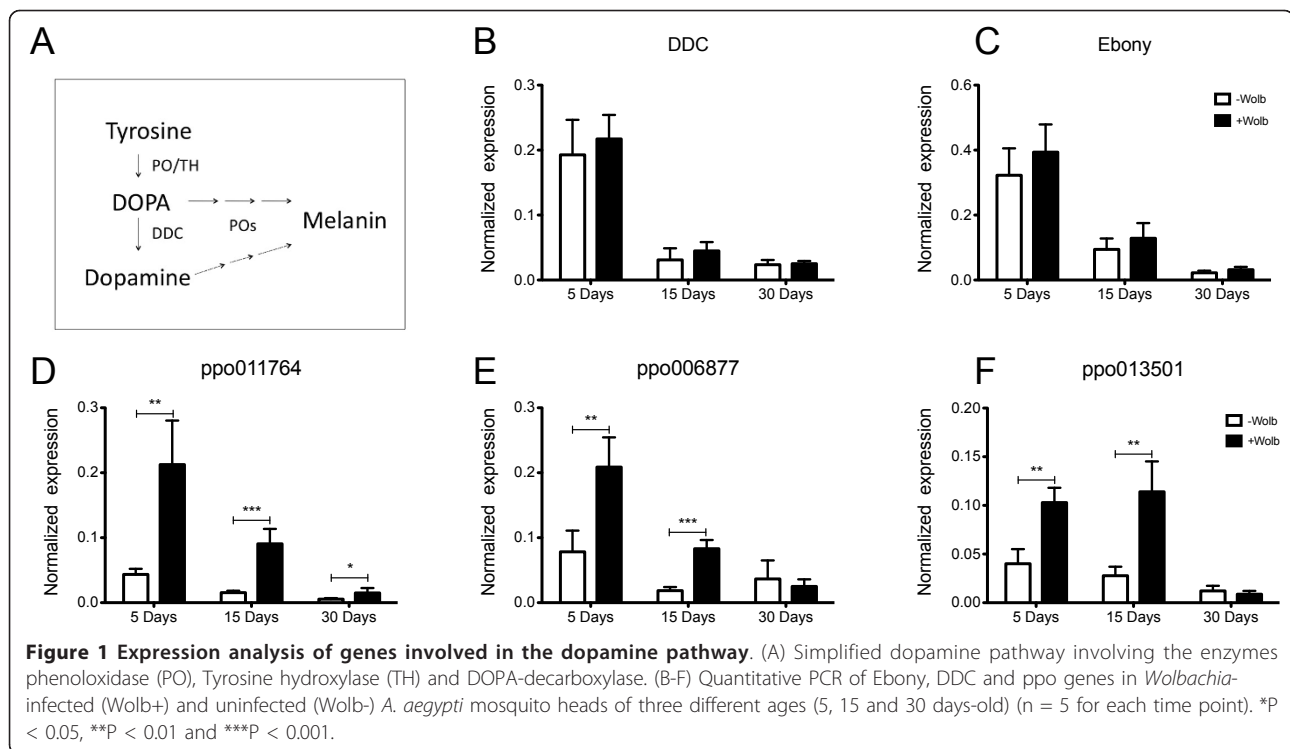 A
Tyrosine
PO/TH
DOPA
POs
Melanin
DDC
Dopamine
B
DDC
Normalized expression
0.3
0.2
0.1
0.0
5 Days
15 Days
30 Days
C
Ebony
Normalized expression
0.6
0.4
0.2
0.0
5 Days
15 Days
30 Days
-Wolb
+Wolb
D
ppo011764
Normalized expression
0.3
0.2
0.1
0.0
**
***
*
5 Days
15 Days
30 Days
E
ppo006877
Normalized expression
0.3
0.2
0.1
0.0
**
***
5 Days
15 Days
30 Days
F
ppo013501
Normalized expression
0.20
0.15
0.10
0.05
0.00
**
**
5 Days
15 Days
30 Days
-Wolb
+Wolb
Figure 1 Expression analysis of genes involved in the dopamine pathway. (A) Simplified dopamine pathway involving the enzymes
phenoloxidase (PO), Tyrosine hydroxylase (TH) and DOPA-decarboxylase. (B-F) Quantitative PCR of Ebony, DDC and ppo genes in Wolbachia-
infected (Wolb+) and uninfected (Wolb-) A. aegypti mosquito heads of three different ages (5, 15 and 30 days-old) (n = 5 for each time point). *P
< 0.05, **P < 0.01 and ***P < 0.001.